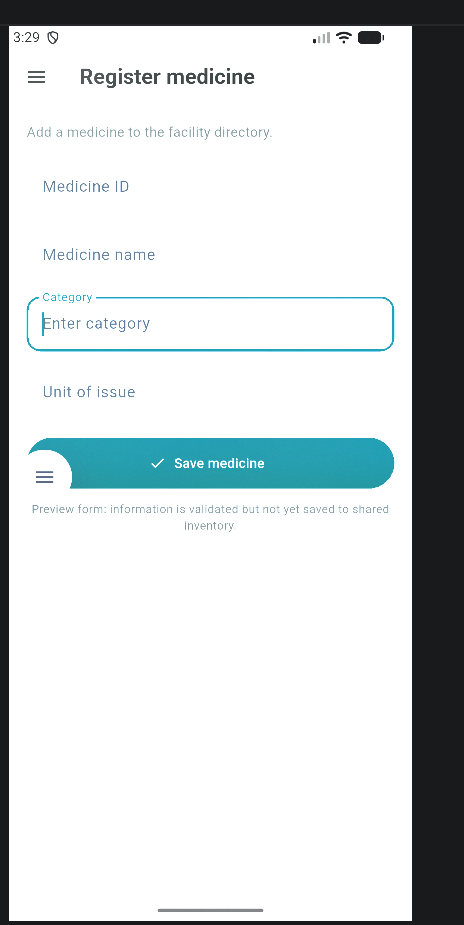 3:29
Register medicine
Add a medicine to the facility directory.
Medicine ID
Medicine name
Category
Enter category
Unit of issue
Save medicine
Preview form: information is validated but not yet saved to shared
inventory.